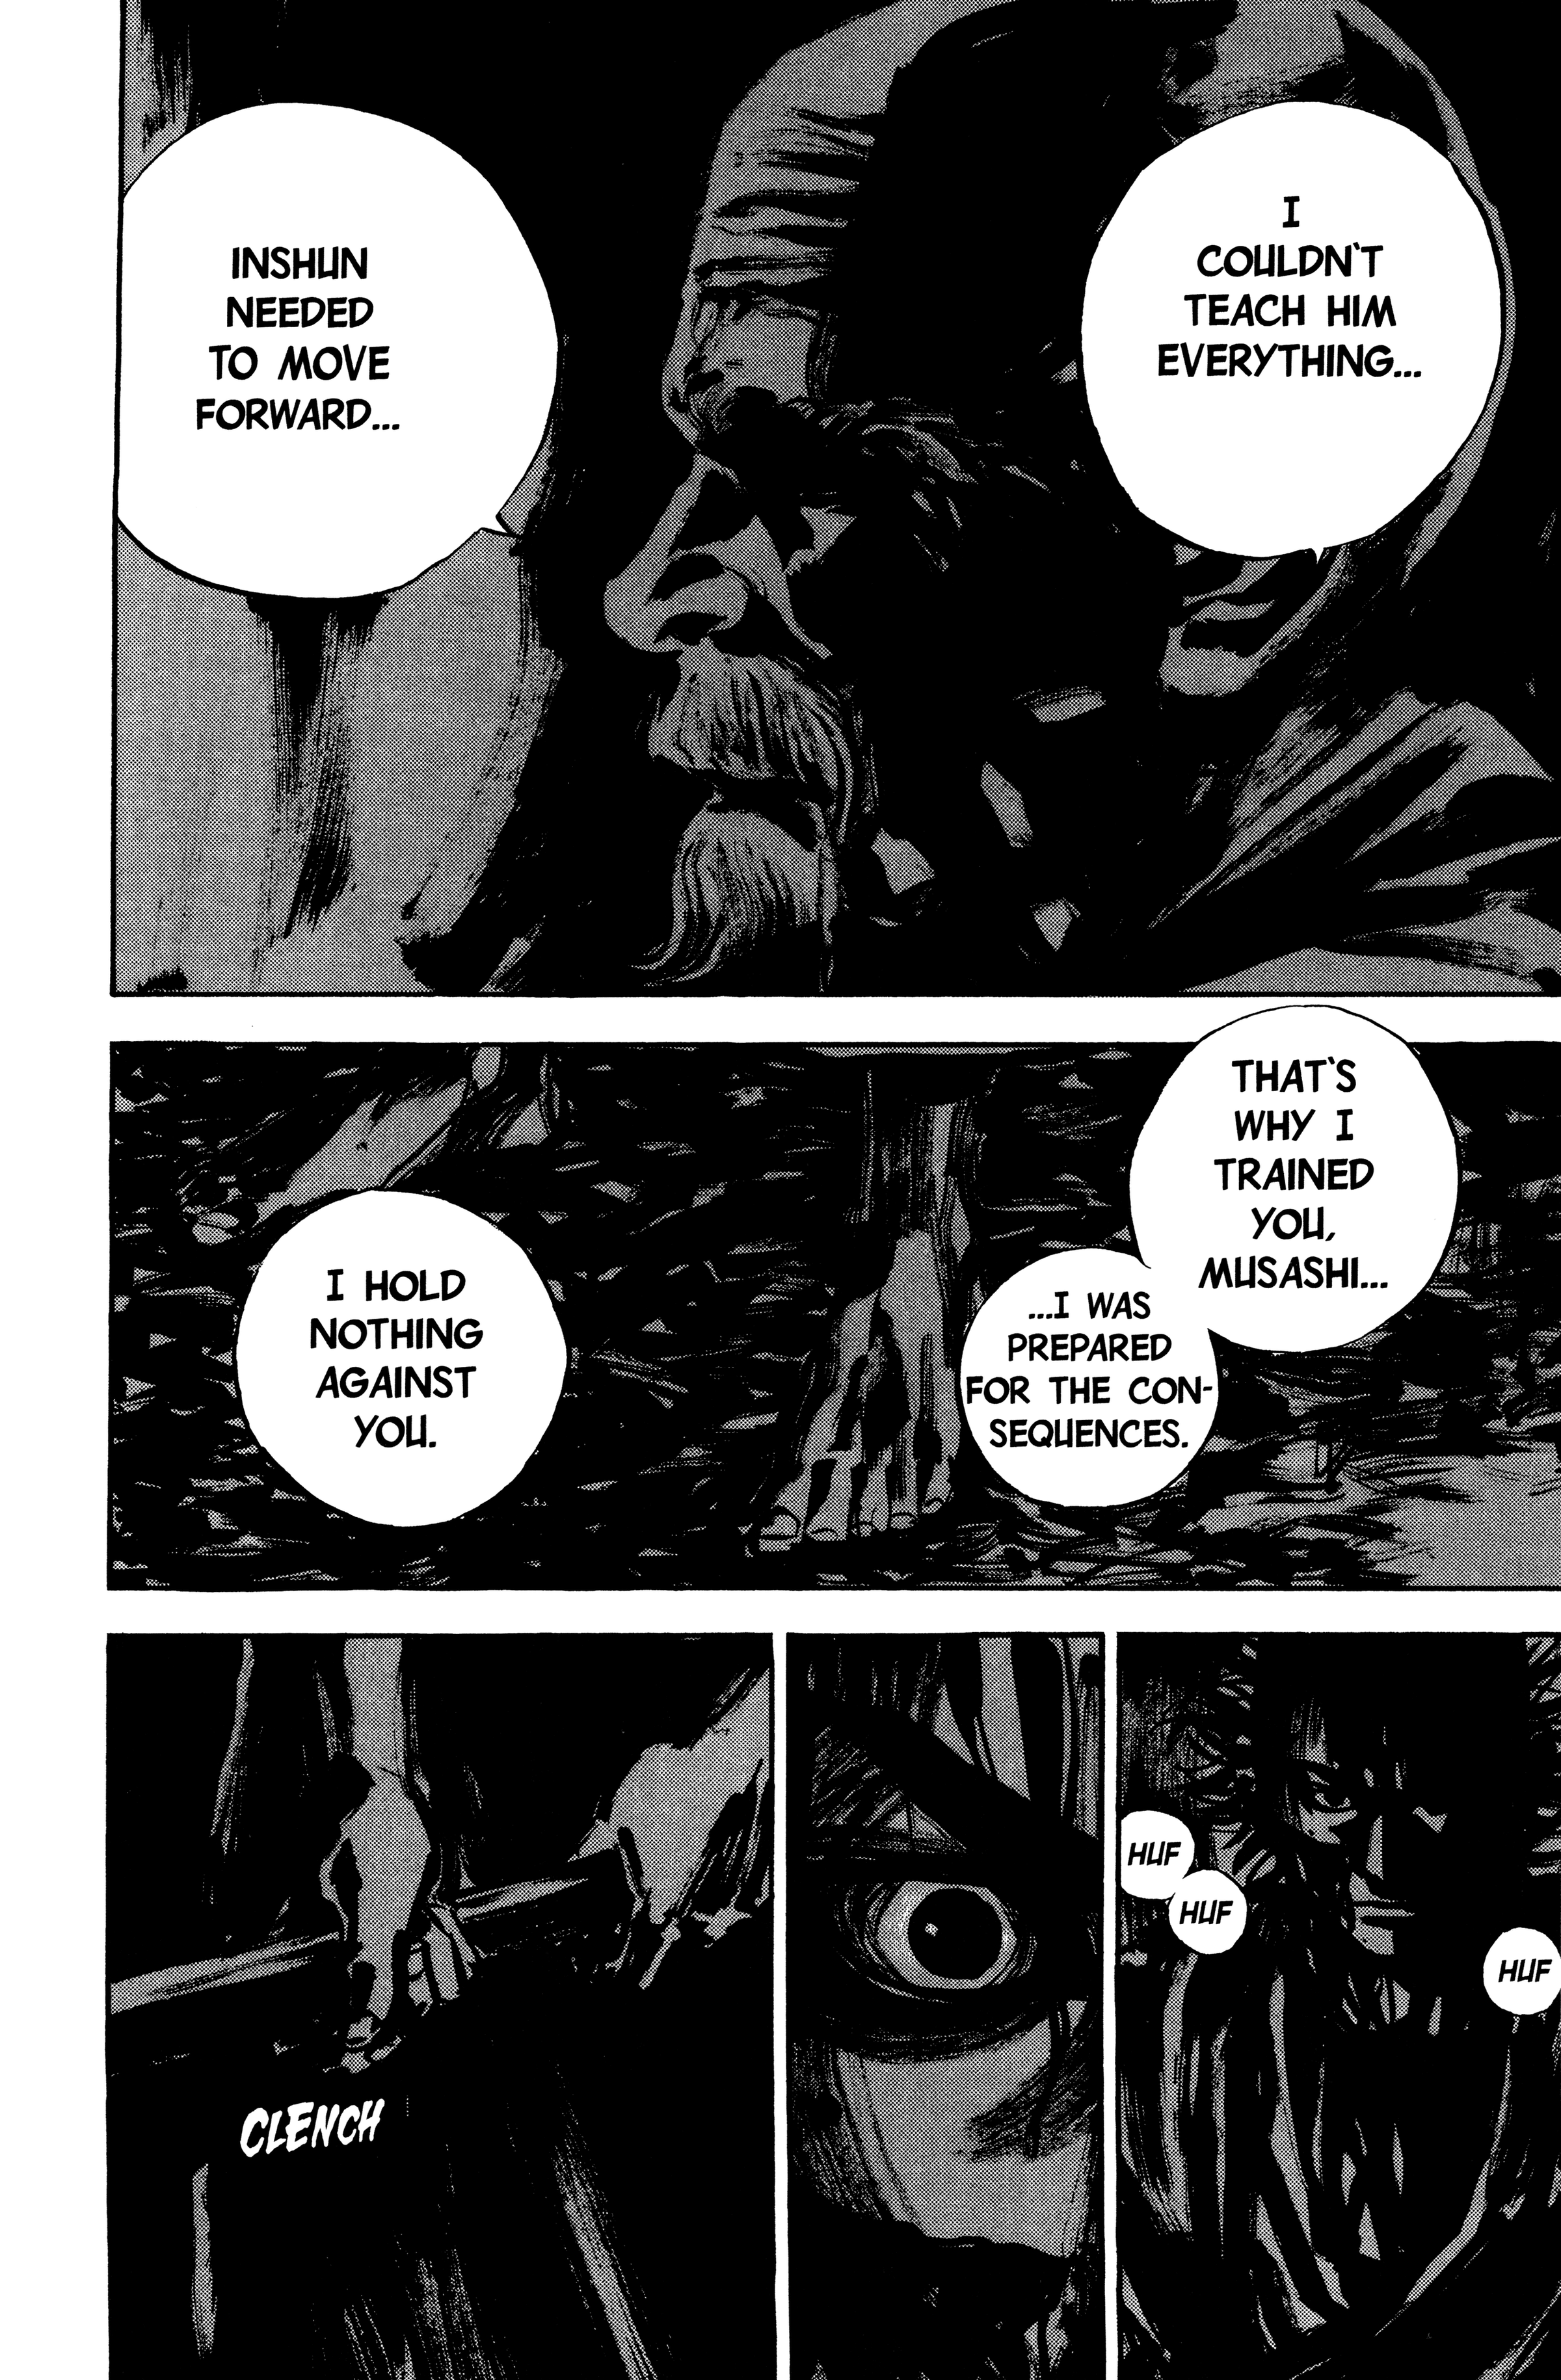 I
COULDN'T
TEACH HIM
EVERYTHING...
INSHUN
NEEDED
TO MOVE
FORWARD...
THAT'S
WHY I
TRAINED
YOU,
MUSASHI...
...I WAS
PREPARED
FOR THE CON-
SEQUENCES.
I HOLD
NOTHING
AGAINST
YOU.
HUF
HUF
HUF
CLENCH